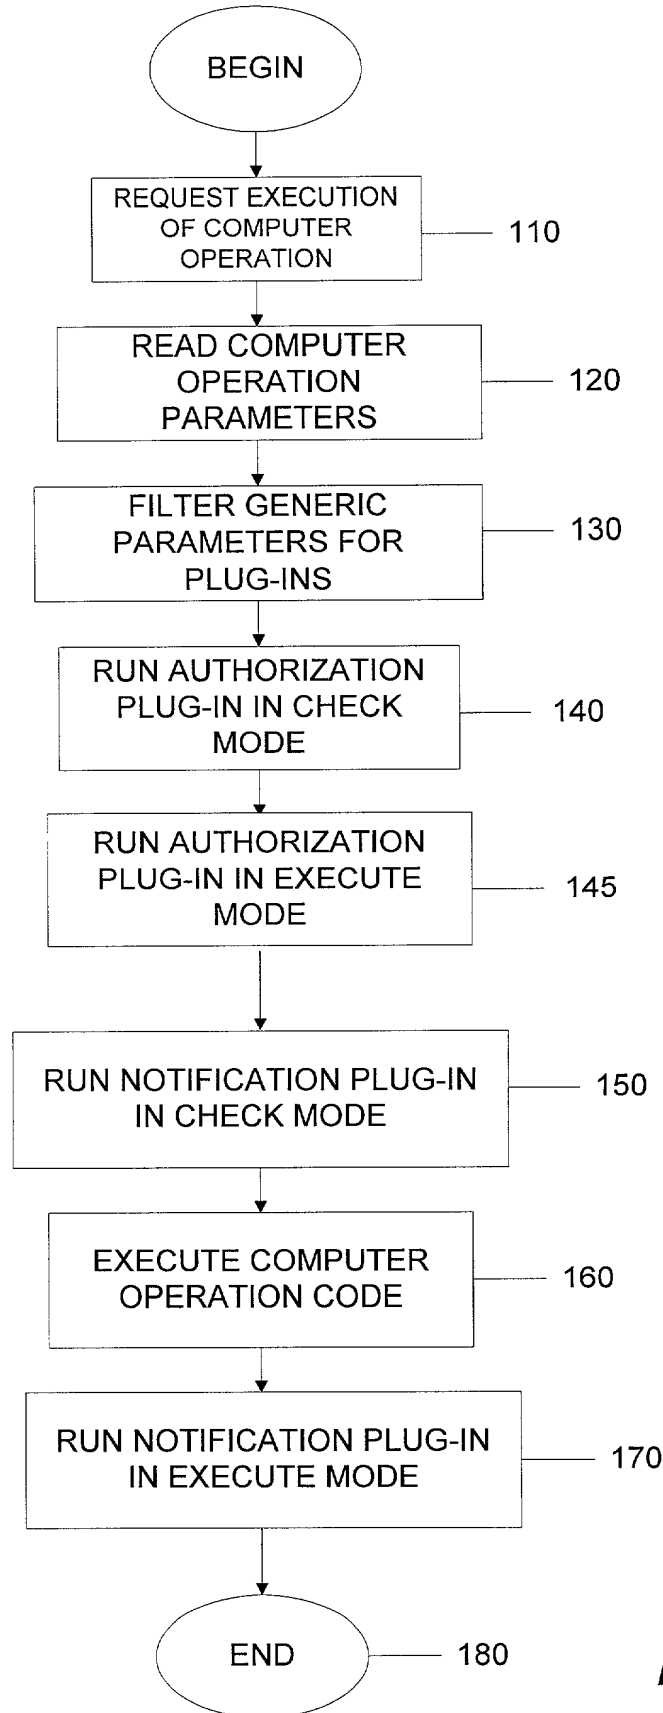 BEGIN
REQUEST EXECUTION
OF COMPUTER
OPERATION
110
READ COMPUTER
OPERATION
PARAMETERS
120
FILTER GENERIC
PARAMETERS FOR
PLUG-INS
130
RUN AUTHORIZATION
PLUG-IN IN CHECK
MODE
140
RUN AUTHORIZATION
PLUG-IN IN EXECUTE
MODE
145
RUN NOTIFICATION PLUG-IN
IN CHECK MODE
150
EXECUTE COMPUTER
OPERATION CODE
160
RUN NOTIFICATION PLUG-IN
IN EXECUTE MODE
170
END
180